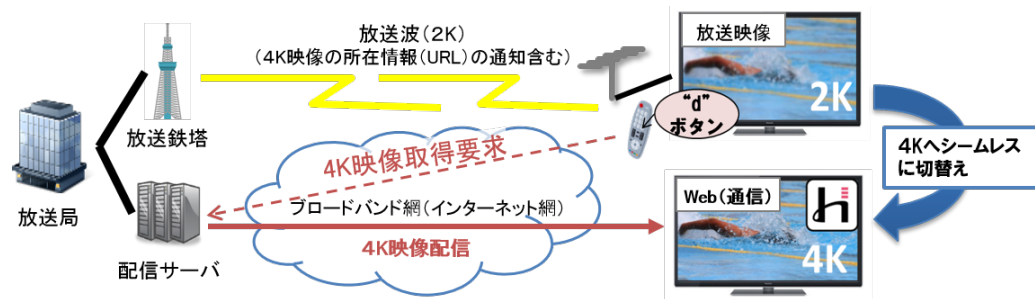 放送波（2K）
（4K映像の所在情報（URL）の通知含む）
放送映像
2K
“d”
ボタン
放送鉄塔
4K映像取得要求
4Kへシームレス
に切替え
放送局
ブロードバンド網（インターネット網）
Web（通信）
4K
4K映像配信
配信サーバ